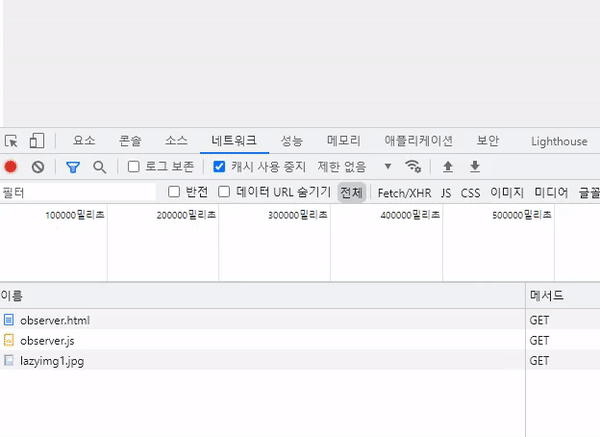 요소 콘솔 소스 네트워크 성능 메모리 애플리케이션 보안 Lighthouse
로그 보존 캐시 사용 중지 제한 없음
필터 반전 데이터 URL 숨기기 전체 Fetch/XHR JS CSS 이미지 미디어 글꼴
100000밀리초 200000밀리초 300000밀리초 400000밀리초 500000밀리초
이름 메서드
observer.html GET
observer.js GET
lazyimg1.jpg GET